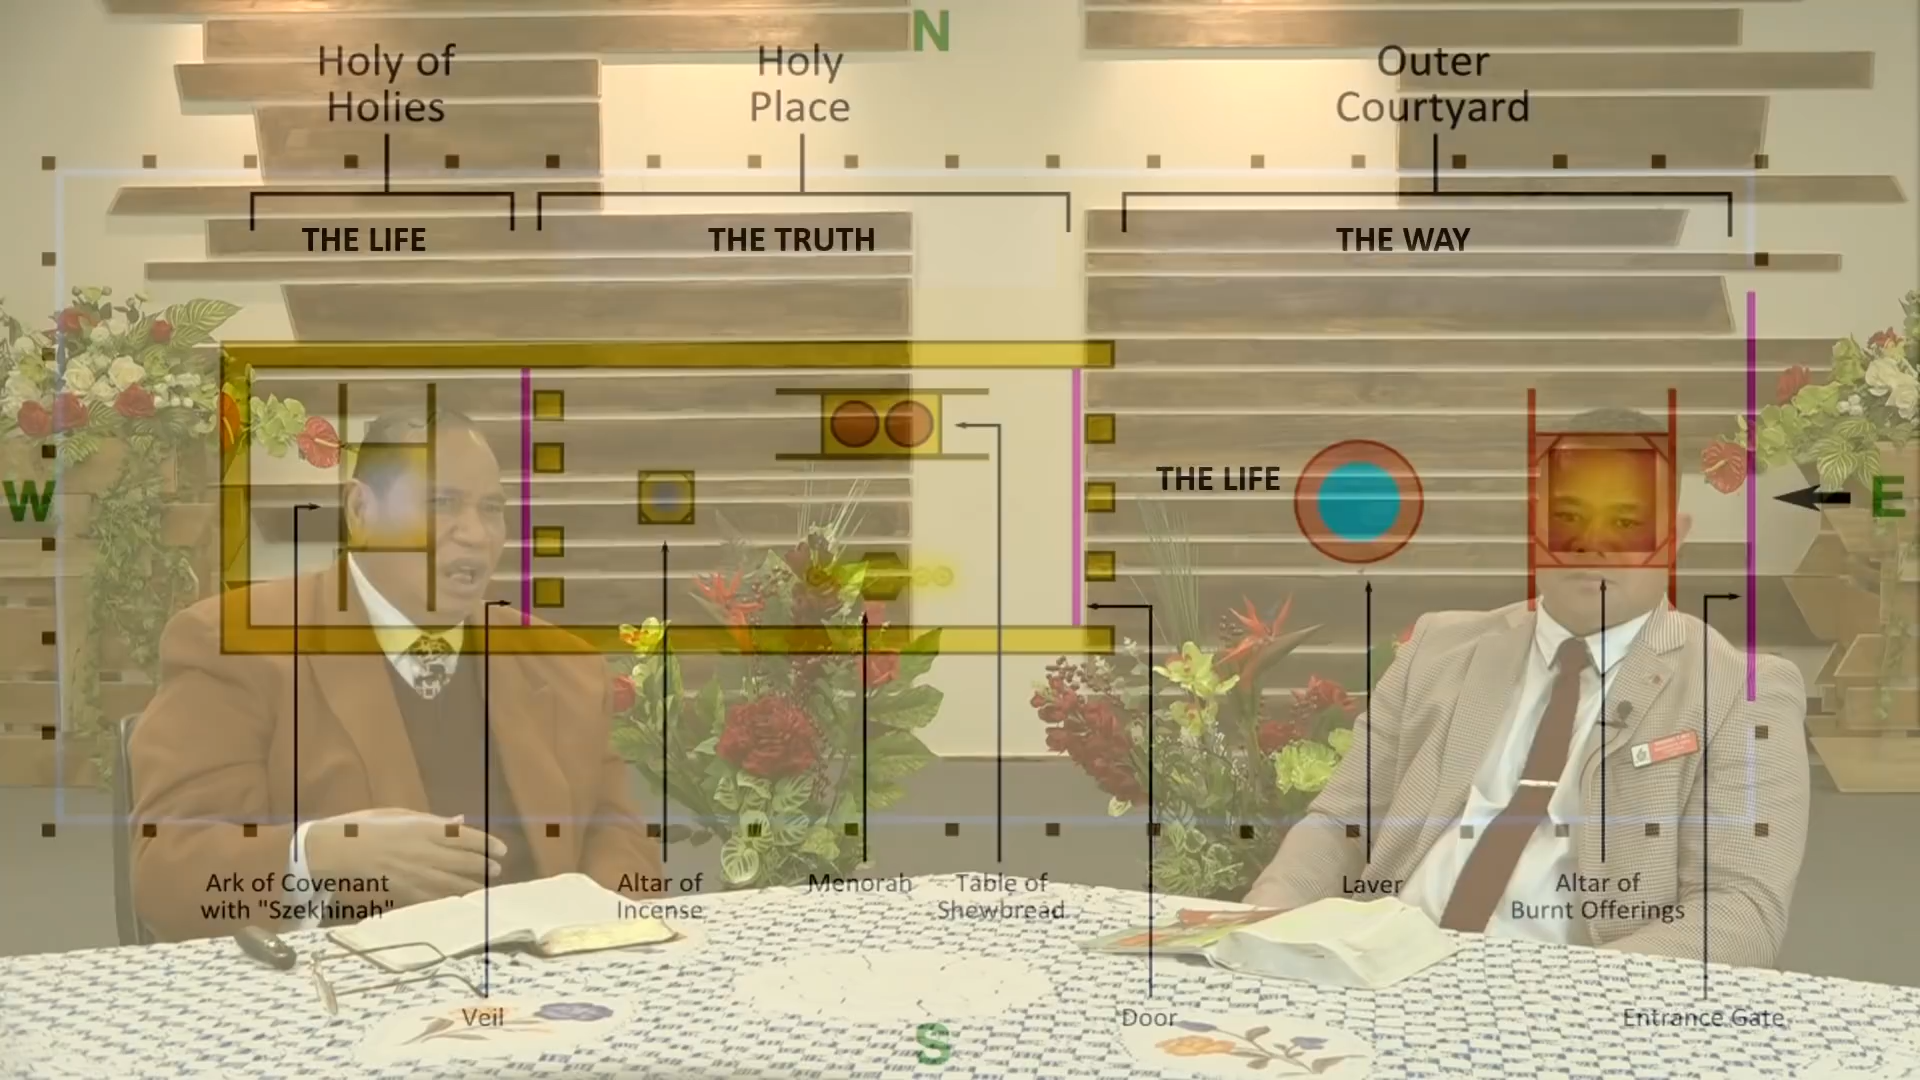 N
Holy of
Holies
Holy
Place
Outer
Courtyard
THE LIFE
THE TRUTH
THE WAY
THE LIFE
W
E
Ark of Covenant
with "Szekhinah"
Altar of
Incense
Menorah
Table of
Shewbread
Laver
Altar of
Burnt Offerings
Veil
Door
Entrance Gate
S